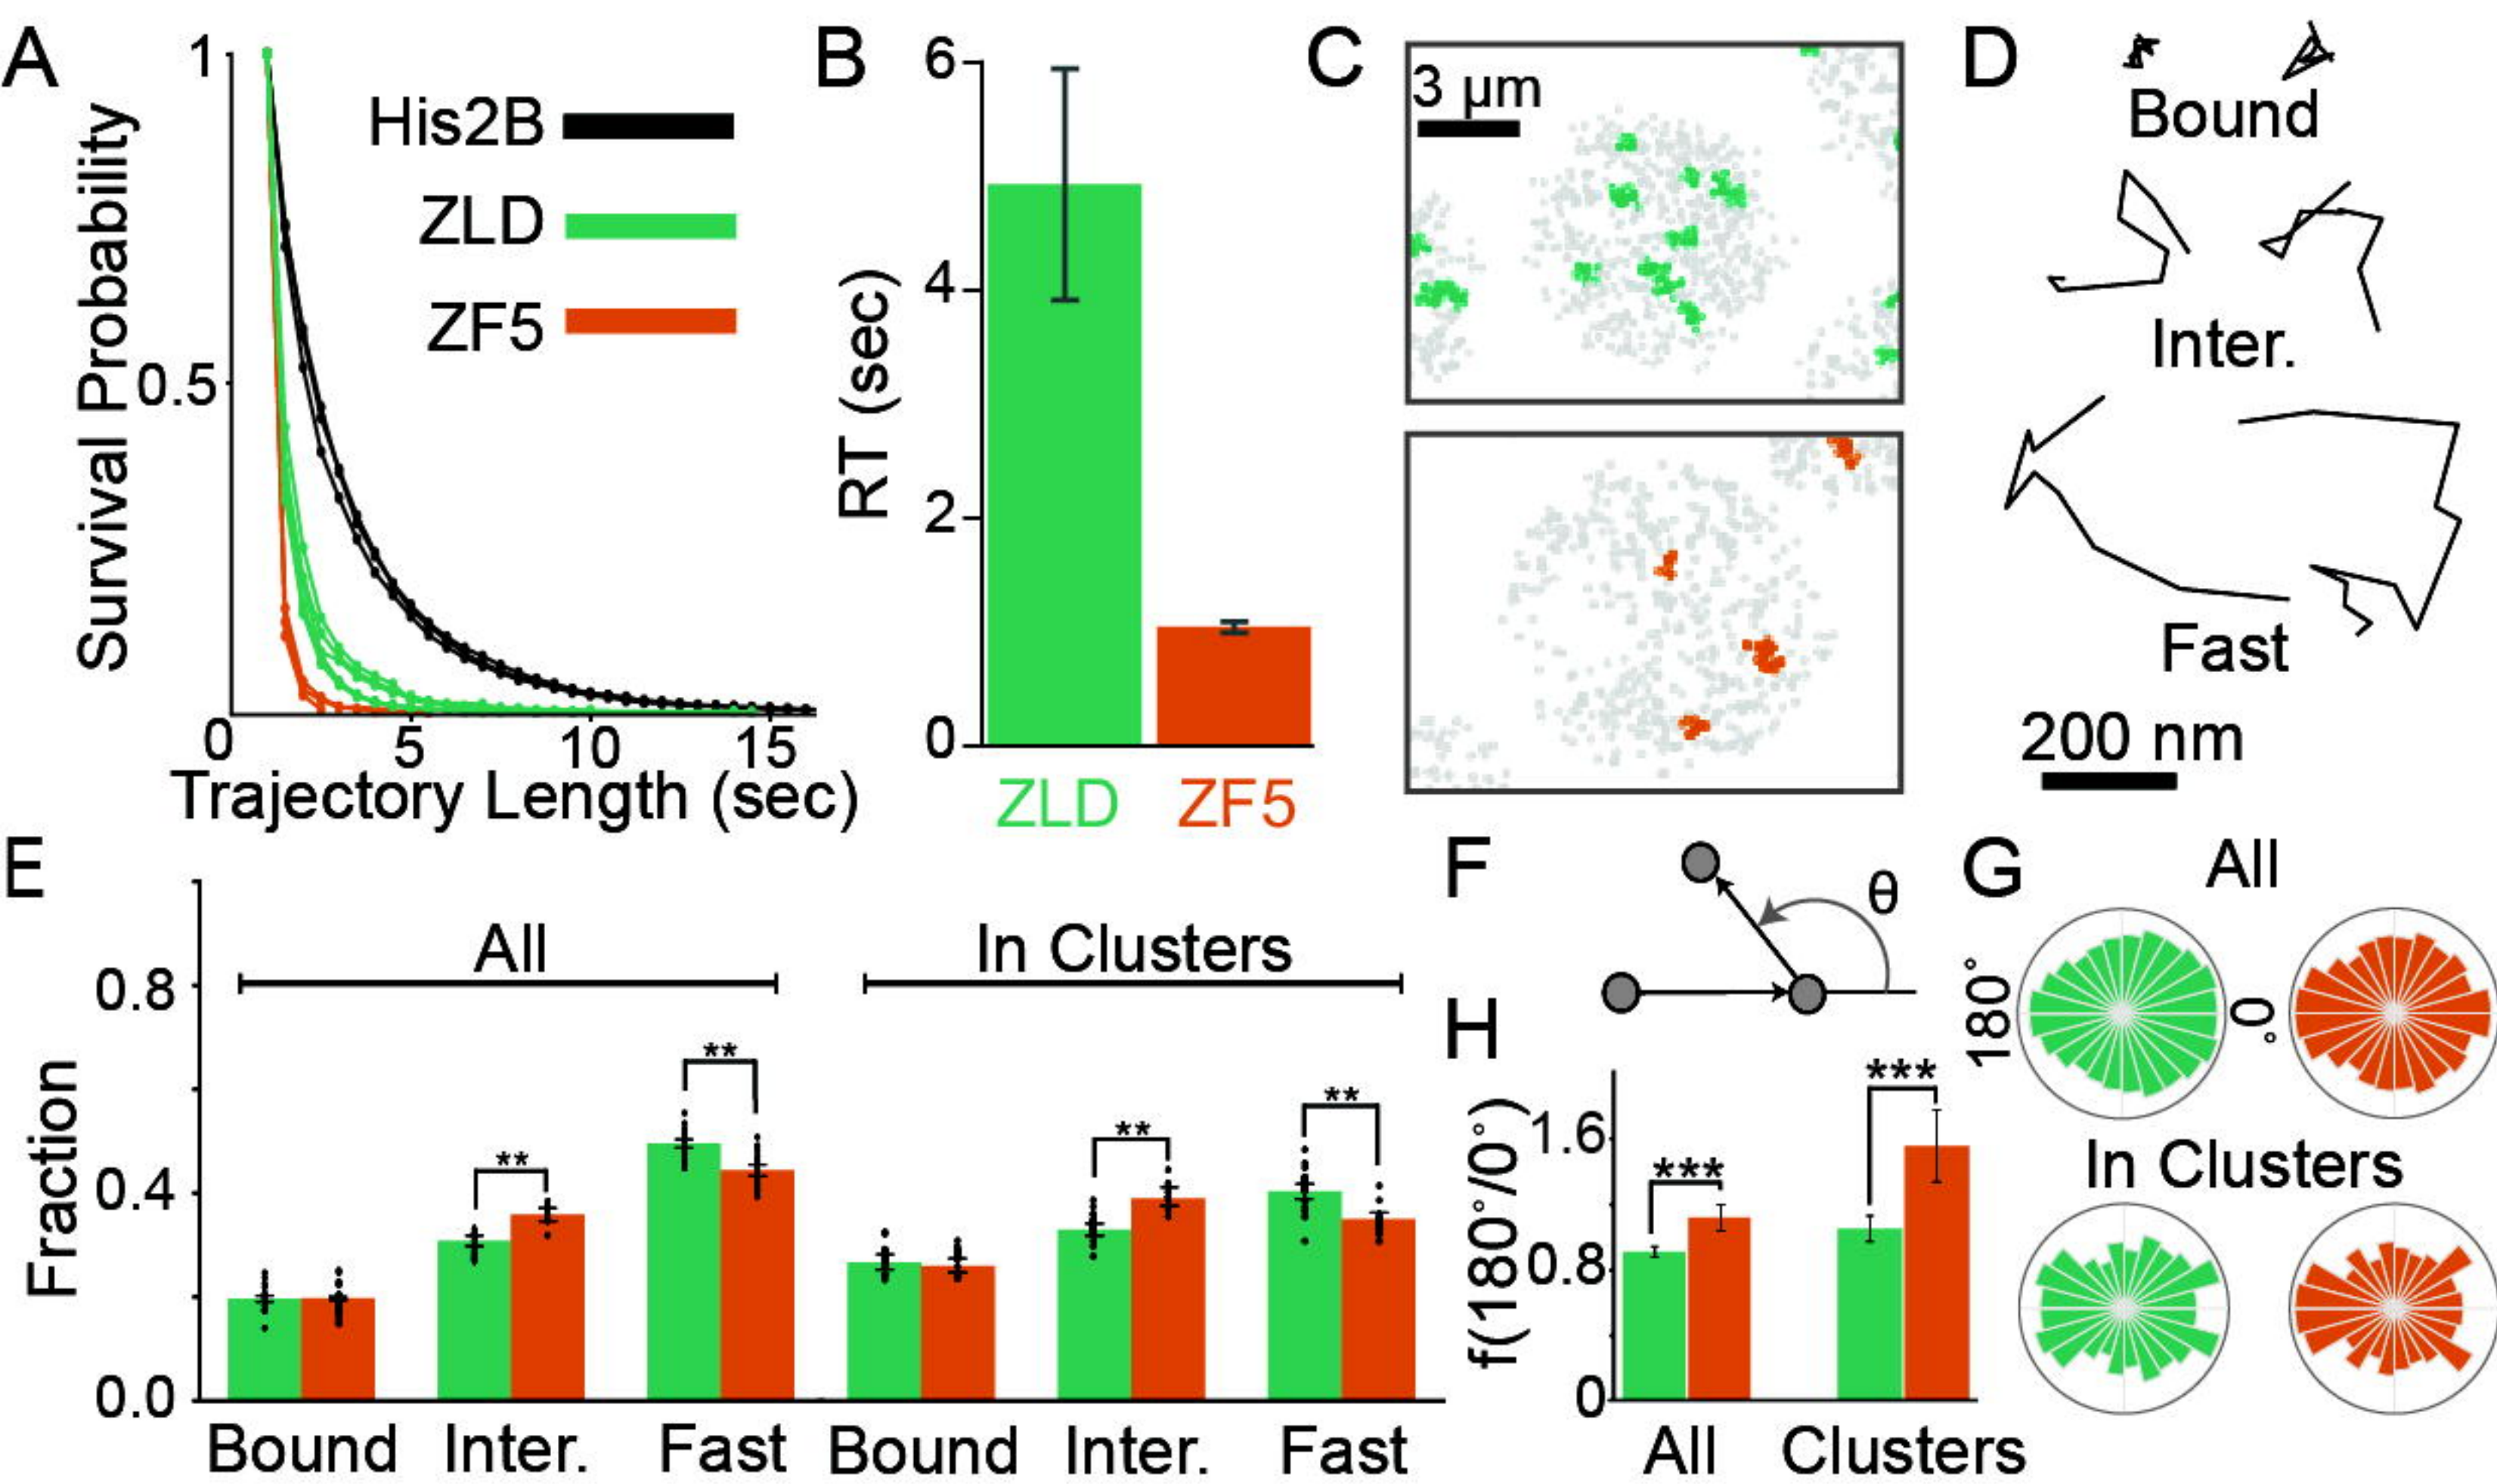 A
1
0.5
0
5
10
15
Survival Probability
Trajectory Length (sec)
His2B
ZLD
ZF5
B
6
4
2
0
RT (sec)
ZLD
ZF5
C
3 µm
D
Bound
Inter.
Fast
200 nm
E
All
In Clusters
0.8
0.4
0.0
Fraction
**
**
**
**
Bound
Inter.
Fast
Bound
Inter.
Fast
F
θ
G
All
180°
0°
In Clusters
H
f(180°/0°)
1.6
0.8
0
***
***
All
Clusters